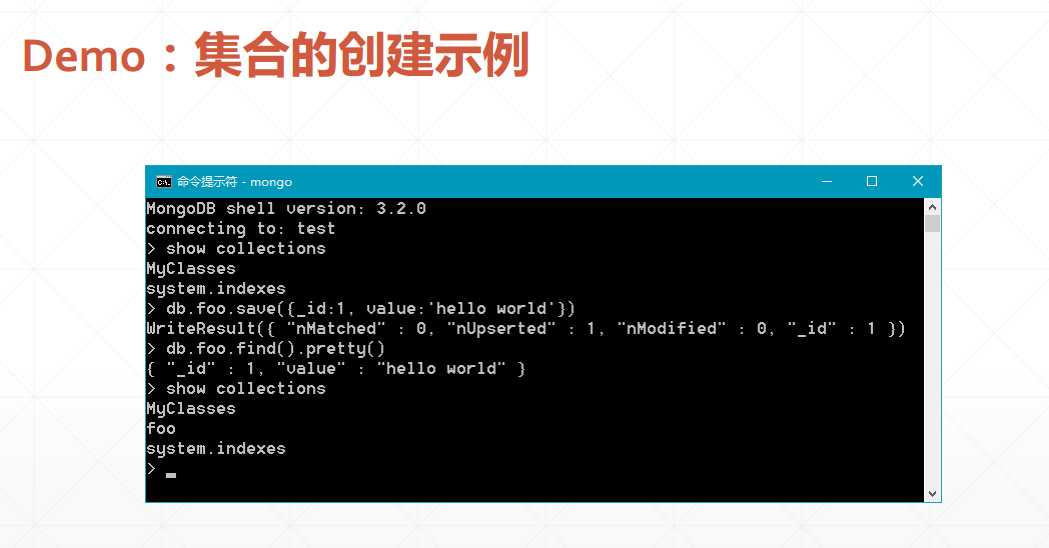 Demo：集合的创建示例
命令提示符 - mongo
MongoDB shell version: 3.2.0
connecting to: test
> show collections
MyClasses
system.indexes
> db.foo.save({_id:1, value:'hello world'})
WriteResult({ "nMatched" : 0, "nUpserted" : 1, "nModified" : 0, "_id" : 1 })
> db.foo.find().pretty()
{ "_id" : 1, "value" : "hello world" }
> show collections
MyClasses
foo
system.indexes
>